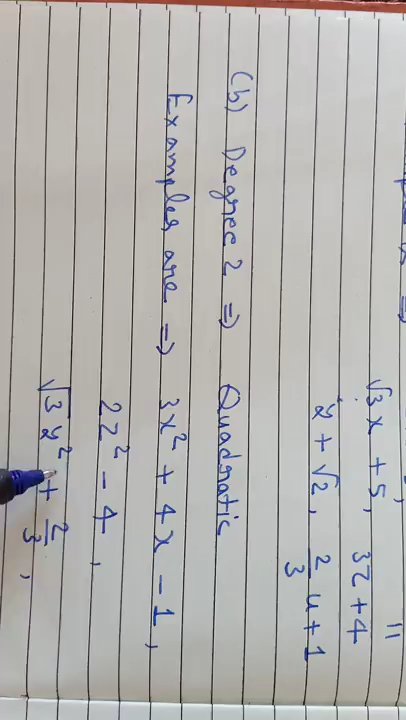 √3x + 5, 3z + 4
y + √2, 2/3 u + 1
(b) Degree 2 ⇒ Quadratic
Examples are ⇒ 3x² + 4x - 1,
2z² - 4,
√3 y² + 2/3,